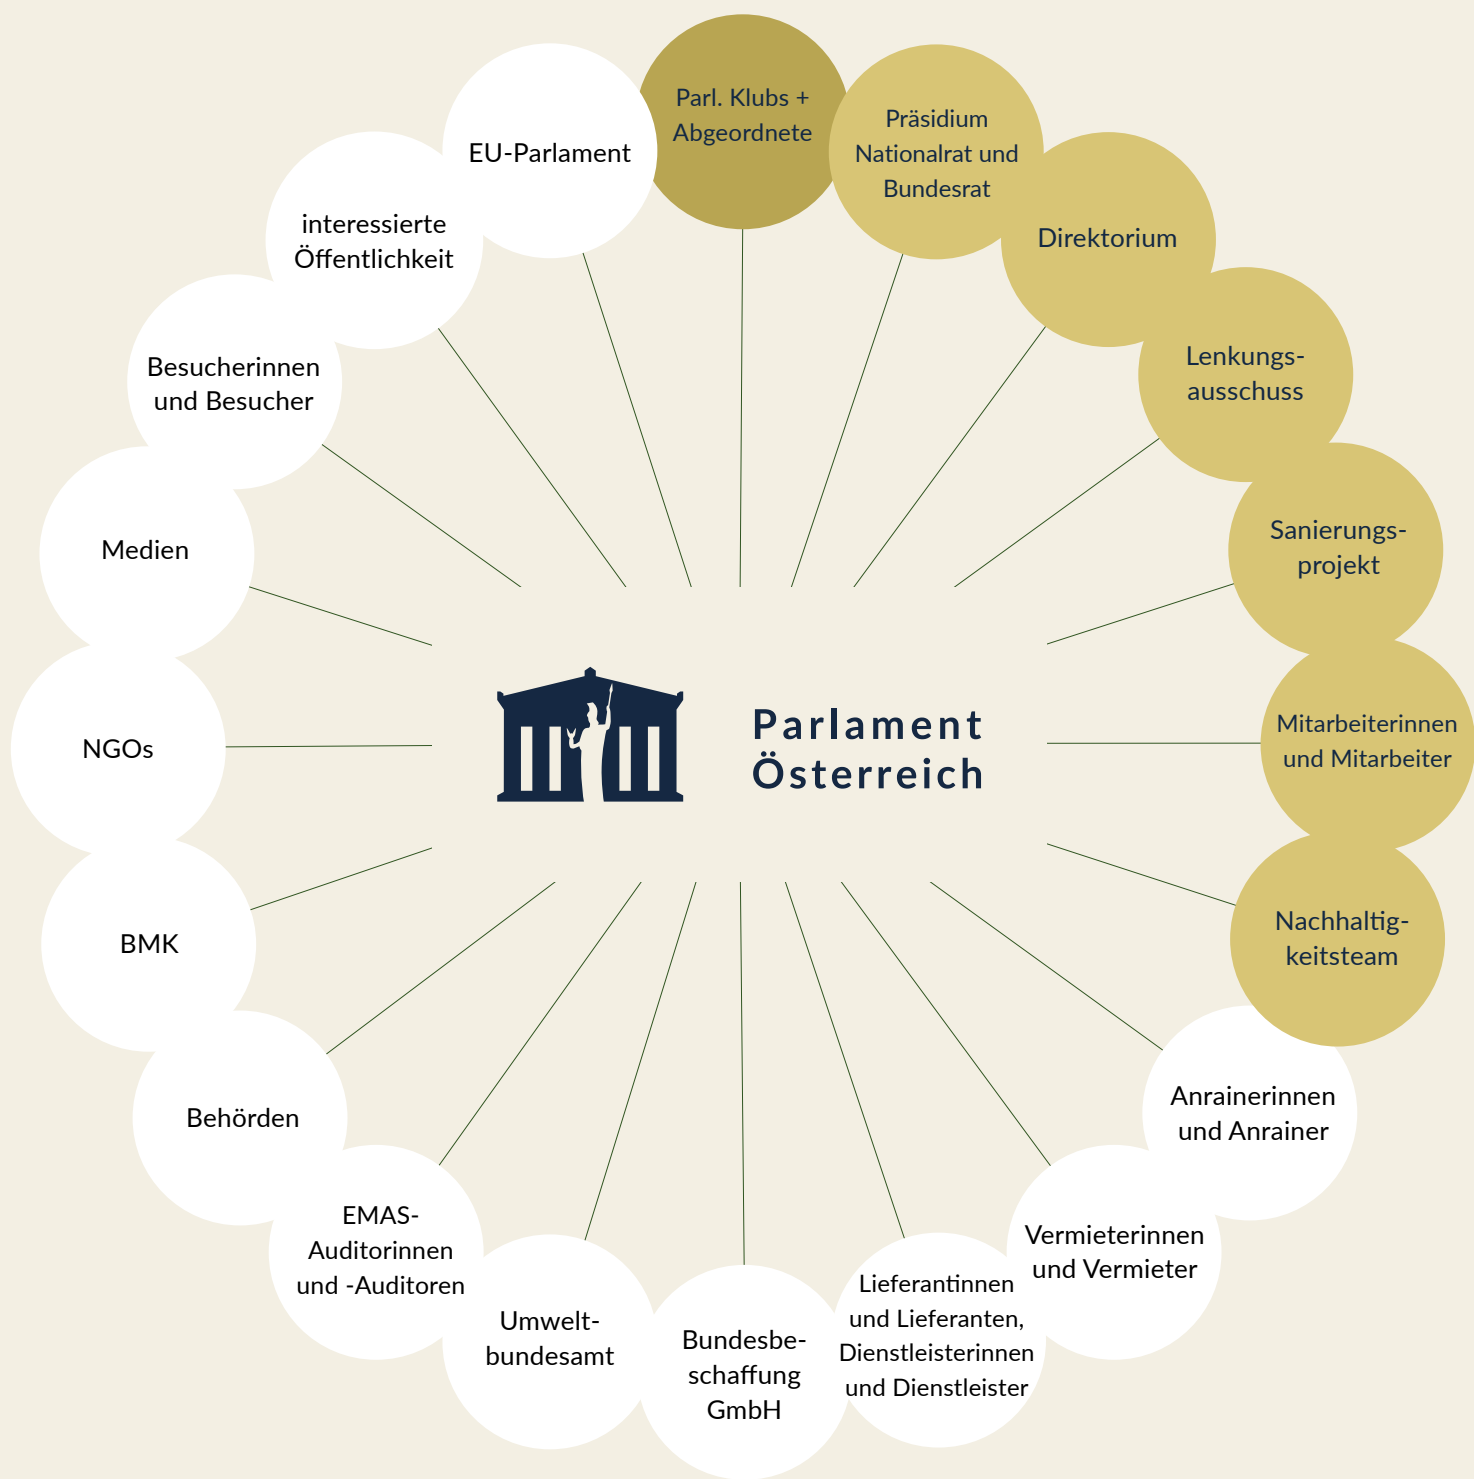 Parl. Klubs +
Abgeordnete
Präsidium
Nationalrat und
Bundesrat
Direktorium
Lenkungs-
ausschuss
Sanierungs-
projekt
Mitarbeiterinnen
und Mitarbeiter
Nachhaltig-
keitsteam
Anrainerinnen
und Anrainer
Vermieterinnen
und Vermieter
Lieferantinnen
und Lieferanten,
Dienstleisterinnen
und Dienstleister
Bundesbe-
schaffung
GmbH
Umwelt-
bundesamt
EMAS-
Auditorinnen
und -Auditoren
Behörden
BMK
NGOs
Medien
Besucherinnen
und Besucher
interessierte
Öffentlichkeit
EU-Parlament
Parlament
Österreich